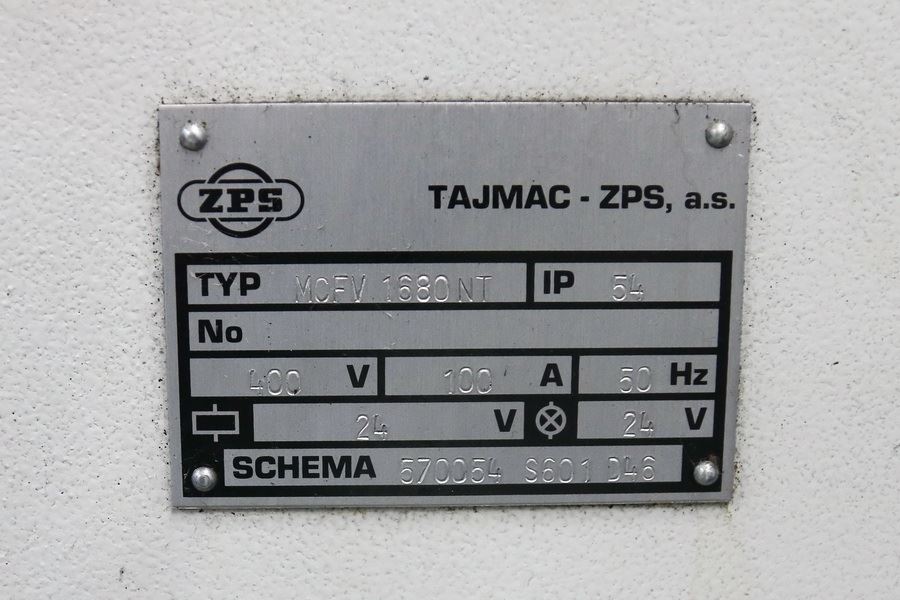 ZPS TAJMAC - ZPS, a.s.
TYP MCFV 1680 NT IP 54
No
400 V 100 A 50 Hz
24 V 24 V
SCHEMA 570054 S601 D46